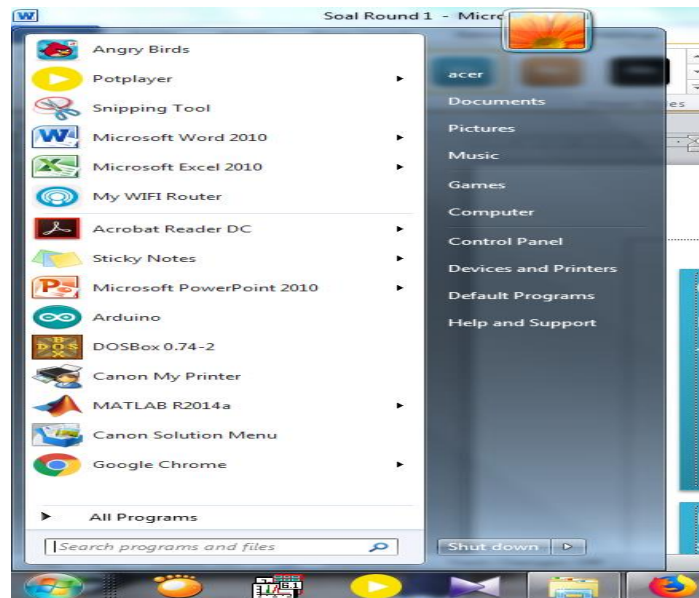 Soal Round 1 - Micr
Angry Birds
Potplayer
Snipping Tool
Microsoft Word 2010
Microsoft Excel 2010
My WIFI Router
Acrobat Reader DC
Sticky Notes
Microsoft PowerPoint 2010
Arduino
DOSBox 0.74-2
Canon My Printer
MATLAB R2014a
Canon Solution Menu
Google Chrome
All Programs
Search programs and files
acer
Documents
Pictures
Music
Games
Computer
Control Panel
Devices and Printers
Default Programs
Help and Support
Shut down